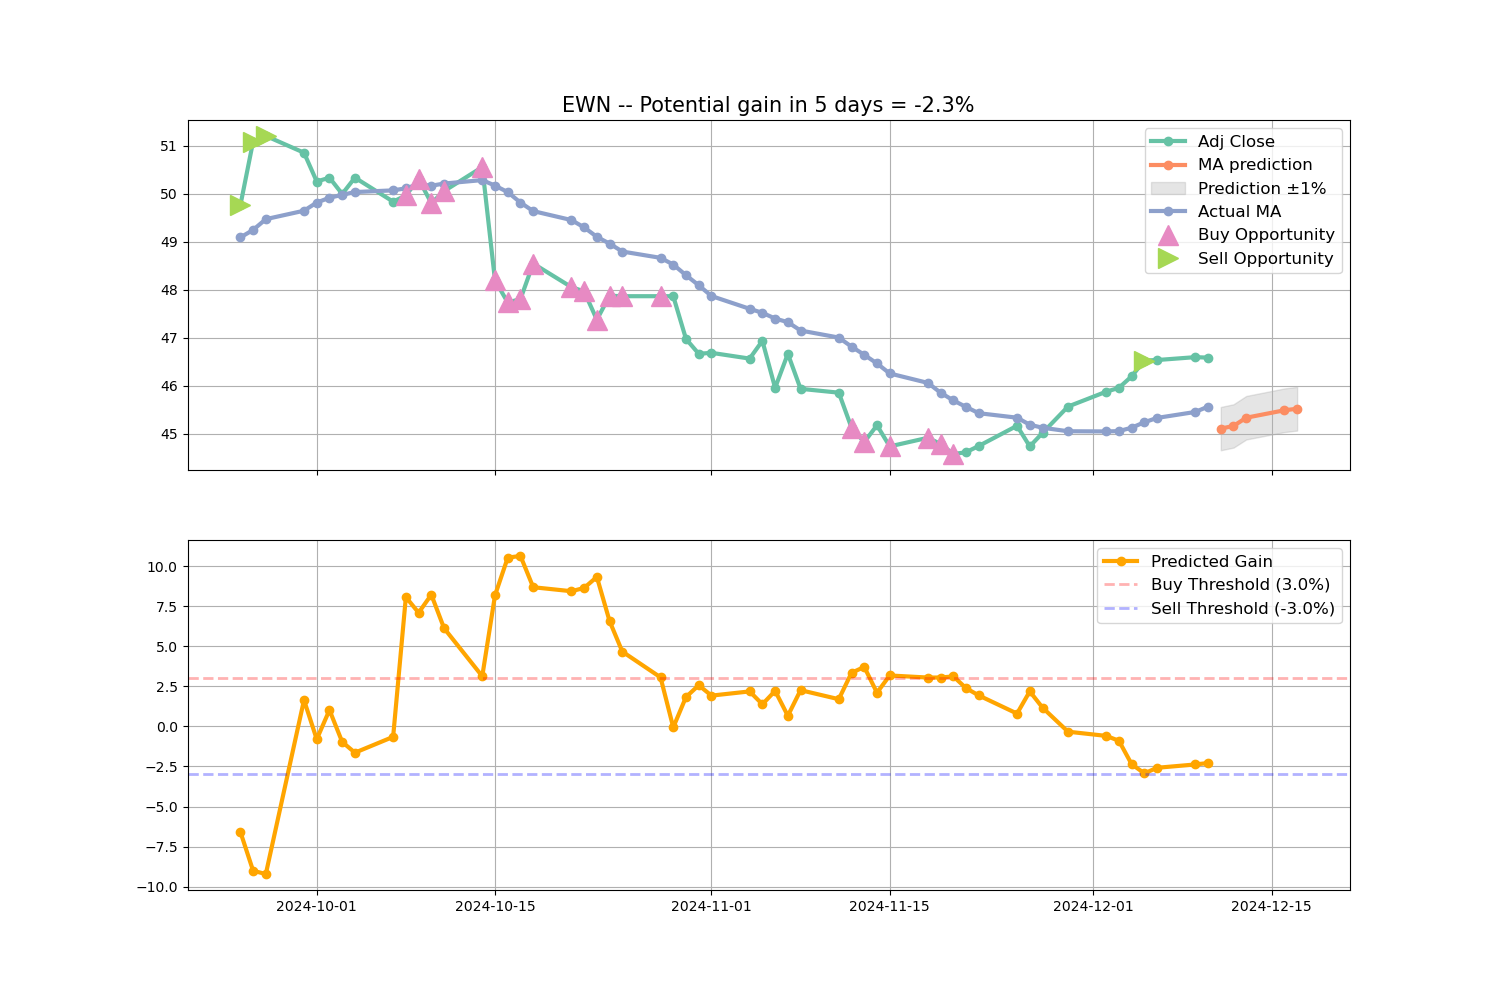 EWN -- Potential gain in 5 days = -2.3%
51
50
49
48
47
46
45
Adj Close
MA prediction
Prediction ±1%
Actual MA
Buy Opportunity
Sell Opportunity
10.0
7.5
5.0
2.5
0.0
−2.5
−5.0
−7.5
−10.0
Predicted Gain
Buy Threshold (3.0%)
Sell Threshold (-3.0%)
2024-10-01
2024-10-15
2024-11-01
2024-11-15
2024-12-01
2024-12-15